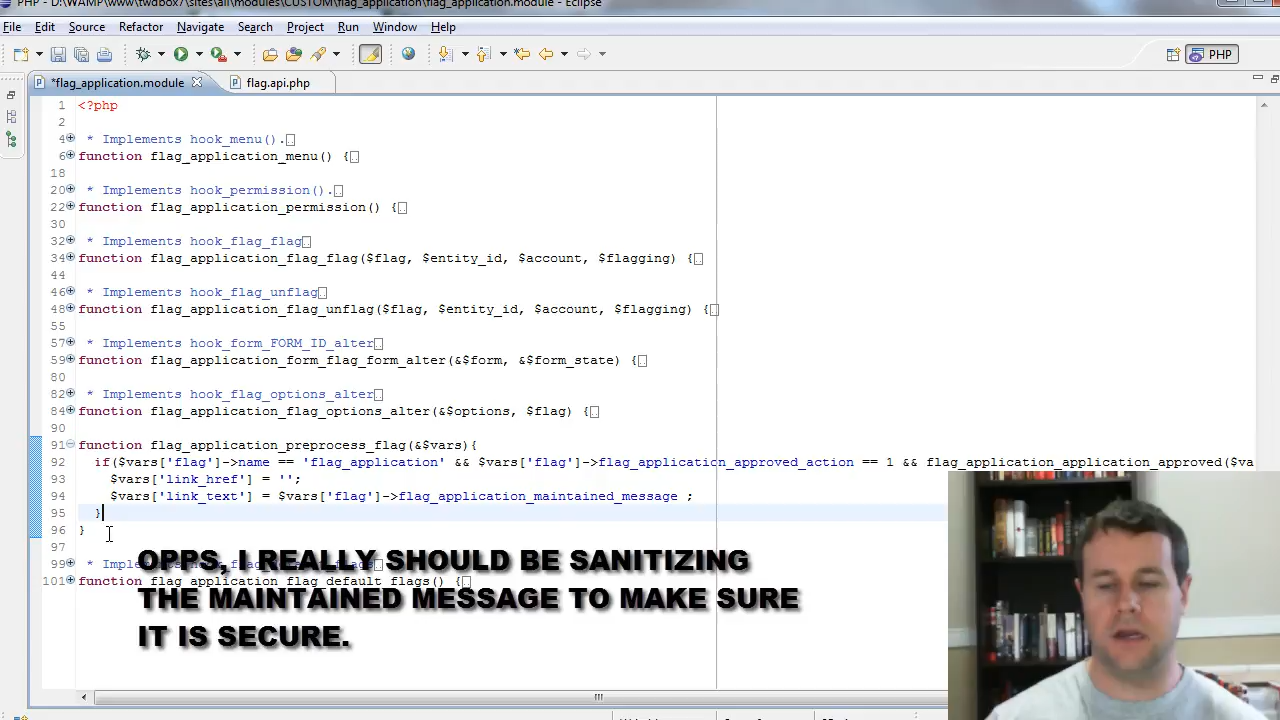 PHP - D:\WAMP\www\twdbox7\sites\all\modules\CUSTOM\flag_application\flag_application.module - Eclipse
File Edit Source Refactor Navigate Search Project Run Window Help
PHP
*flag_application.module flag.api.php
1 <?php
2
4 * Implements hook_menu().
6 function flag_application_menu() {
18
20 * Implements hook_permission().
22 function flag_application_permission() {
30
32 * Implements hook_flag_flag
34 function flag_application_flag_flag($flag, $entity_id, $account, $flagging) {
44
46 * Implements hook_flag_unflag
48 function flag_application_flag_unflag($flag, $entity_id, $account, $flagging) {
55
57 * Implements hook_form_FORM_ID_alter
59 function flag_application_form_flag_form_alter(&$form, &$form_state) {
80
82 * Implements hook_flag_options_alter
84 function flag_application_flag_options_alter(&$options, $flag) {
90
91 function flag_application_preprocess_flag(&$vars){
92 if($vars['flag']->name == 'flag_application' && $vars['flag']->flag_application_approved_action == 1 && flag_application_approved($va
93 $vars['link_href'] = '';
94 $vars['link_text'] = $vars['flag']->flag_application_maintained_message ;
95 }
96 }
97
99 * Implements
101 function flag_application_flag_default_flags() {
OPPS, I REALLY SHOULD BE SANITIZING
THE MAINTAINED MESSAGE TO MAKE SURE
IT IS SECURE.